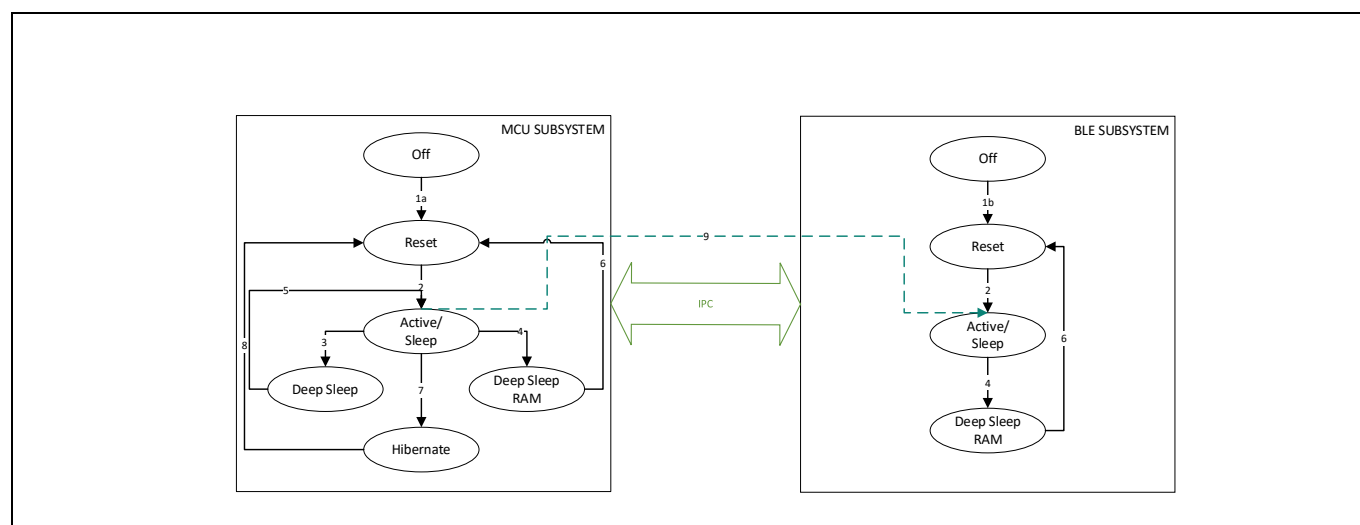 MCU SUBSYSTEM
Off
1a
Reset
2
5
6
Active/
Sleep
3
4
8
Deep Sleep
7
Deep Sleep
RAM
Hibernate
9
IPC
BLE SUBSYSTEM
Off
1b
Reset
2
Active/
Sleep
6
4
Deep Sleep
RAM